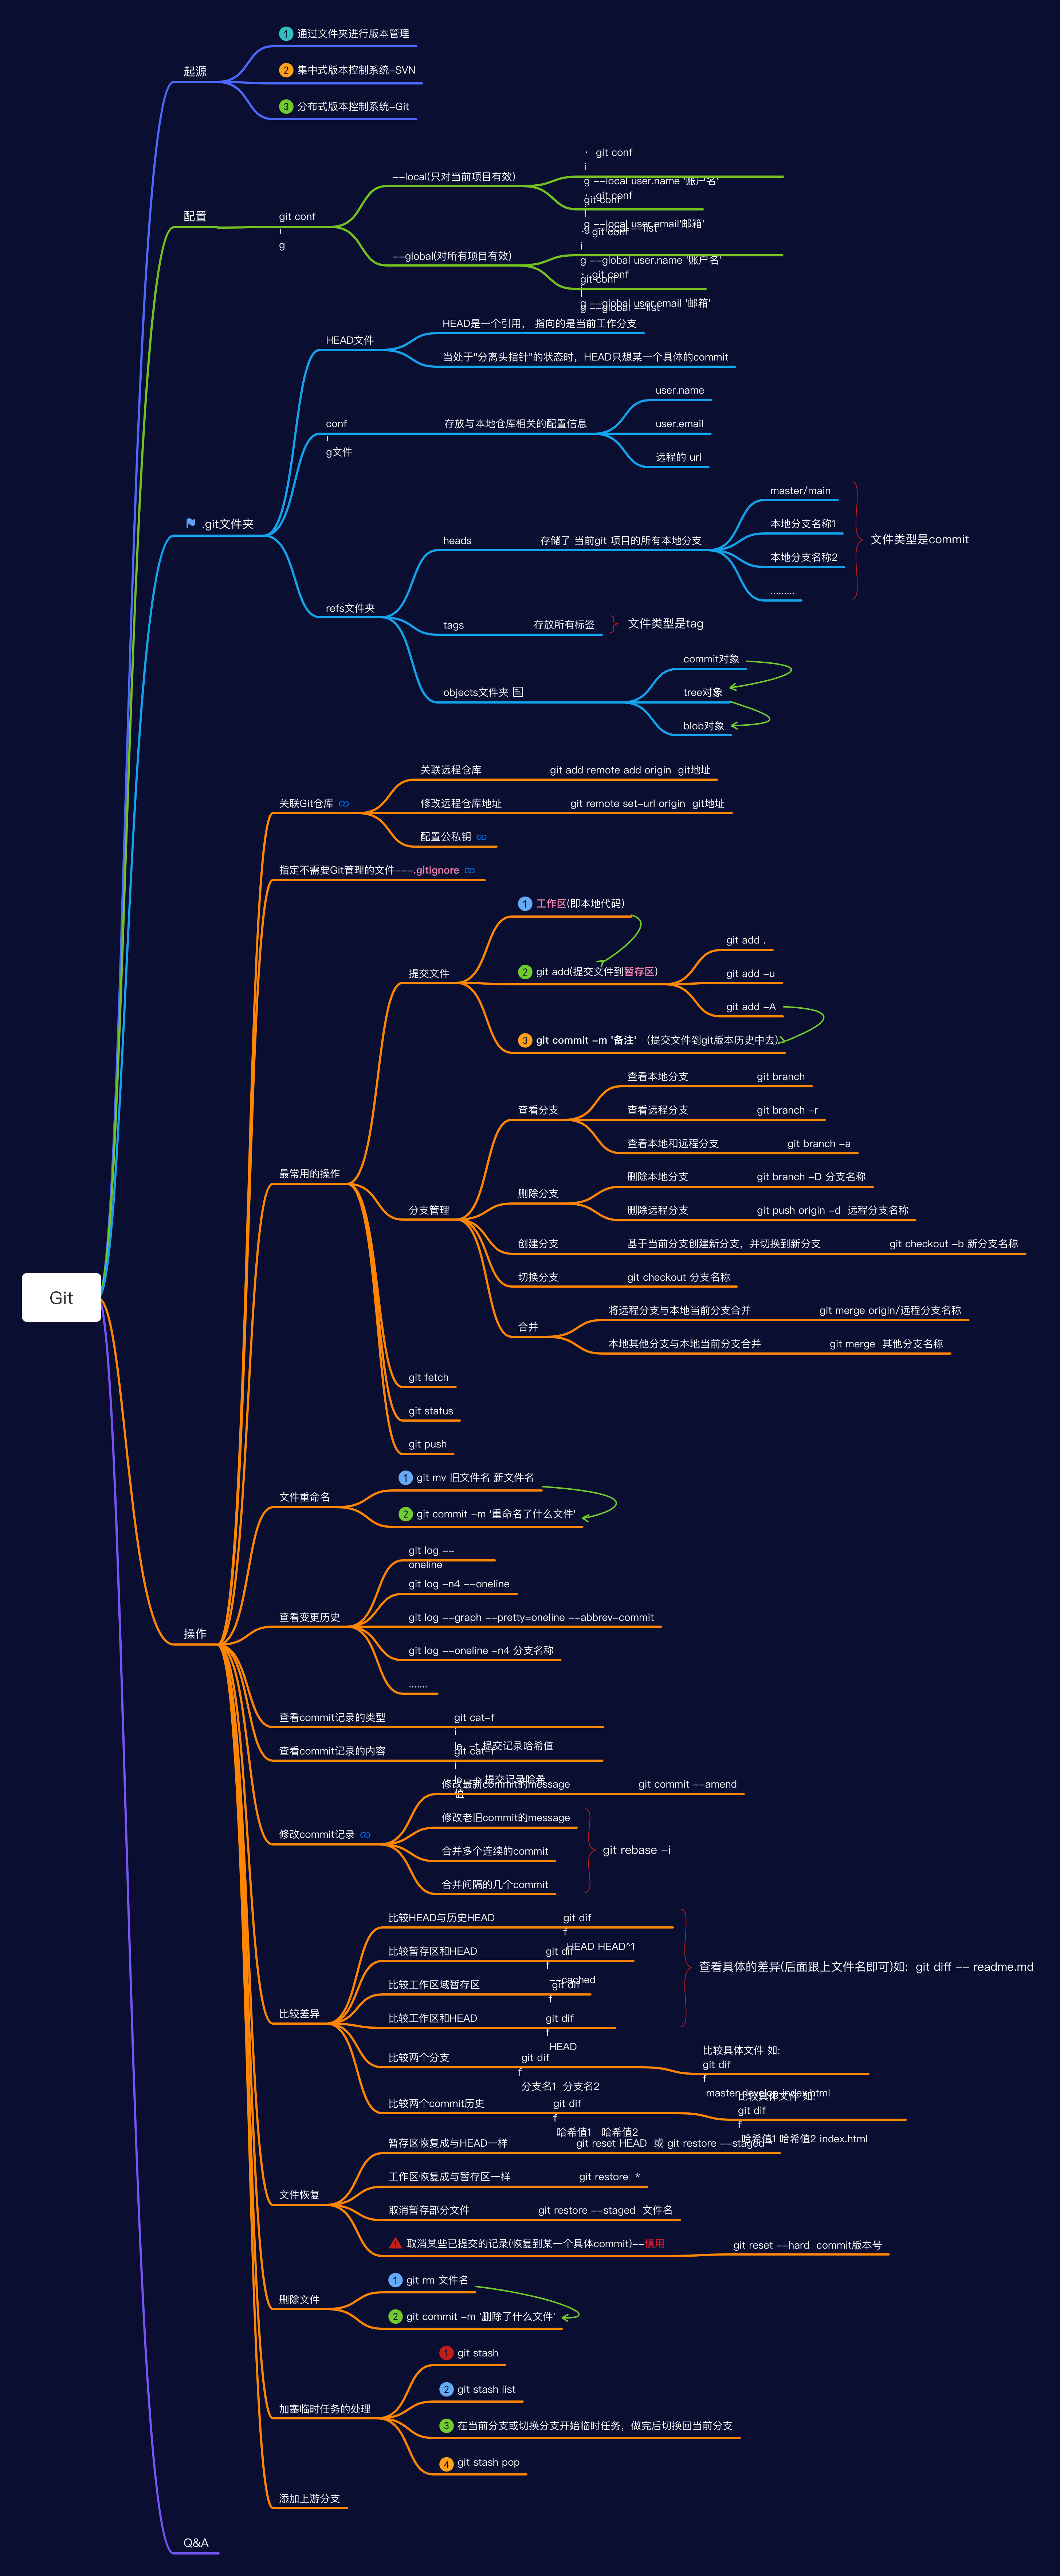 1 通过文件夹进行版本管理
起源
2 集中式版本控制系统-SVN
3 分布式版本控制系统-Git
配置
git conf
i
g
--local(只对当前项目有效)
· git conf
i
g --local user.name '账户名'
· git conf
i
g --local user.email'邮箱'
git conf
i
g --local --list
--global(对所有项目有效)
· git conf
i
g --global user.name '账户名'
· git conf
i
g --global user.email '邮箱'
git conf
i
g --global --list
.git文件夹
HEAD文件
HEAD是一个引用， 指向的是当前工作分支
当处于"分离头指针"的状态时，HEAD只想某一个具体的commit
conf
i
g文件
存放与本地仓库相关的配置信息
user.name
user.email
远程的 url
refs文件夹
heads
存储了 当前git 项目的所有本地分支
master/main
本地分支名称1
本地分支名称2
.........
文件类型是commit
tags
存放所有标签
文件类型是tag
objects文件夹
commit对象
tree对象
blob对象
Git
操作
关联Git仓库
关联远程仓库
git add remote add origin  git地址
修改远程仓库地址
git remote set-url origin  git地址
配置公私钥
指定不需要Git管理的文件---.gitignore
最常用的操作
提交文件
1 工作区(即本地代码)
2 git add(提交文件到暂存区)
git add .
git add -u
git add -A
3 git commit -m '备注' (提交文件到git版本历史中去)
分支管理
查看分支
查看本地分支
git branch
查看远程分支
git branch -r
查看本地和远程分支
git branch -a
删除分支
删除本地分支
git branch -D 分支名称
删除远程分支
git push origin -d  远程分支名称
创建分支
基于当前分支创建新分支，并切换到新分支
git checkout -b 新分支名称
切换分支
git checkout 分支名称
合并
将远程分支与本地当前分支合并
git merge origin/远程分支名称
本地其他分支与本地当前分支合并
git merge  其他分支名称
git fetch
git status
git push
文件重命名
1 git mv 旧文件名 新文件名
2 git commit -m '重命名了什么文件'
查看变更历史
git log --
oneline
git log -n4 --oneline
git log --graph --pretty=oneline --abbrev-commit
git log --oneline -n4 分支名称
.......
查看commit记录的类型
git cat-f
i
le -t 提交记录哈希值
查看commit记录的内容
git cat-f
i
le -p 提交记录哈希
值
修改commit记录
修改最新commit的message
git commit --amend
修改老旧commit的message
合并多个连续的commit
合并间隔的几个commit
git rebase -i
比较差异
比较HEAD与历史HEAD
git dif
f
HEAD HEAD^1
比较暂存区和HEAD
git dif
f
--cached
比较工作区域暂存区
git dif
f
比较工作区和HEAD
git dif
f
HEAD
查看具体的差异(后面跟上文件名即可)如：git diff -- readme.md
比较两个分支
git dif
f
分支名1  分支名2
比较具体文件 如：
git dif
f
master develop index.html
比较两个commit历史
git dif
f
哈希值1   哈希值2
比较具体文件 如：
git dif
f
哈希值1 哈希值2 index.html
文件恢复
暂存区恢复成与HEAD一样
git reset HEAD  或 git restore --staged *
工作区恢复成与暂存区一样
git restore  *
取消暂存部分文件
git restore --staged  文件名
取消某些已提交的记录(恢复到某一个具体commit)--慎用
git reset --hard  commit版本号
删除文件
1 git rm 文件名
2 git commit -m '删除了什么文件'
加塞临时任务的处理
1 git stash
2 git stash list
3 在当前分支或切换分支开始临时任务，做完后切换回当前分支
4 git stash pop
添加上游分支
Q&A